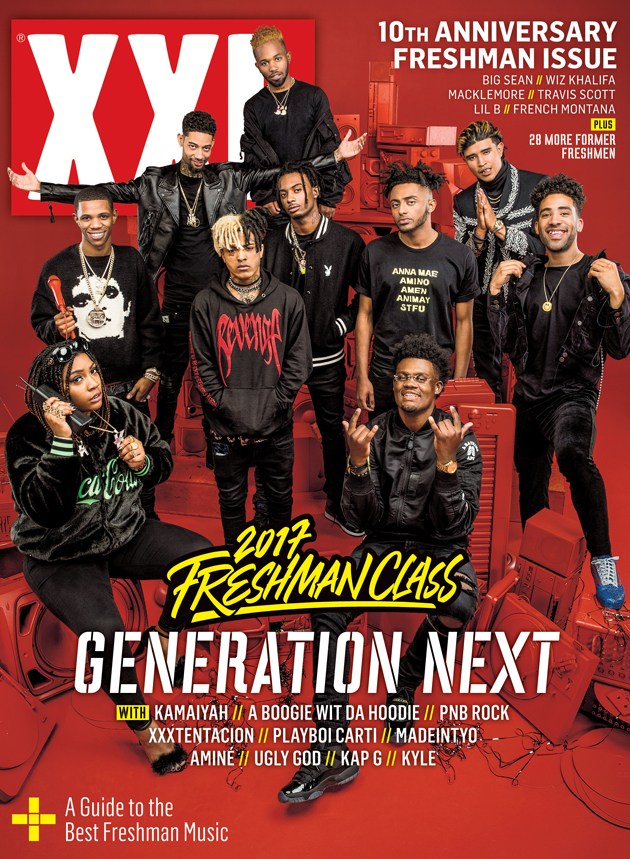 XXL
®
10TH ANNIVERSARY
FRESHMAN ISSUE
BIG SEAN // WIZ KHALIFA
MACKLEMORE // TRAVIS SCOTT
LIL B // FRENCH MONTANA
PLUS
28 MORE FORMER
FRESHMEN
ANNA MAE
AMINO
AMEN
ANIMAY
STFU
Revenge
2017
FRESHMAN CLASS
GENERATION NEXT
WITH KAMAIYAH // A BOOGIE WIT DA HOODIE // PNB ROCK
XXXTENTACION // PLAYBOI CARTI // MADEINTYO
AMINÉ // UGLY GOD // KAP G // KYLE
+ A Guide to the
Best Freshman Music